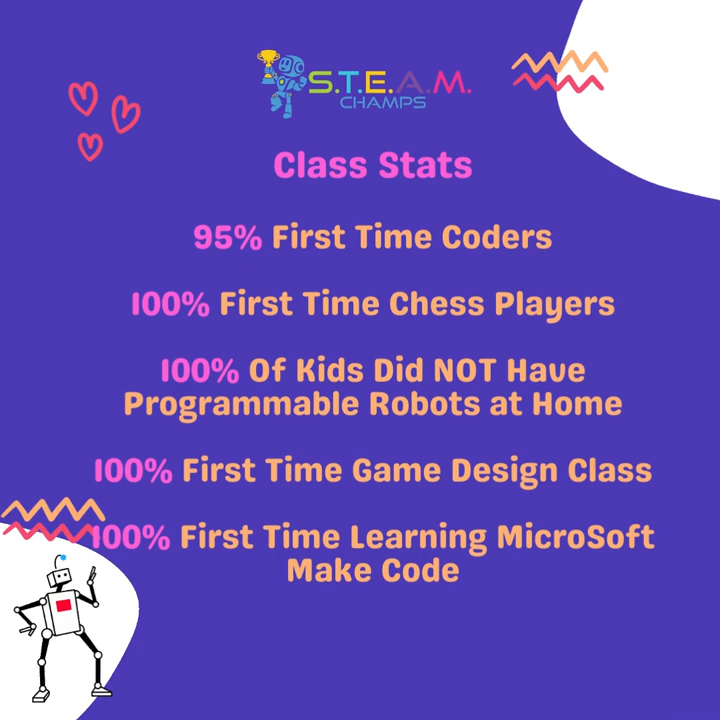 S.T.E.A.M.
CHAMPS
Class Stats
95% First Time Coders
100% First Time Chess Players
100% Of Kids Did NOT Have
Programmable Robots at Home
100% First Time Game Design Class
100% First Time Learning MicroSoft
Make Code